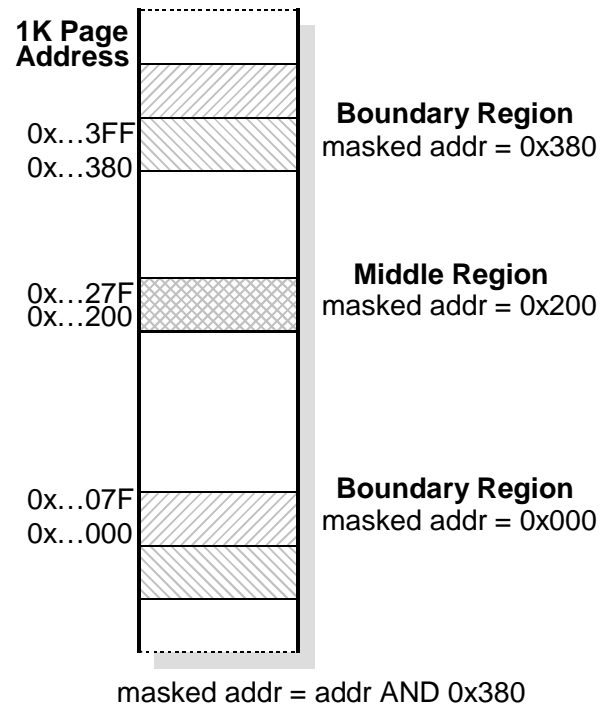 1K Page
Address
0x…3FF
0x…380
Boundary Region
masked addr = 0x380
0x…27F
0x…200
Middle Region
masked addr = 0x200
0x…07F
0x…000
Boundary Region
masked addr = 0x000
masked addr = addr AND 0x380